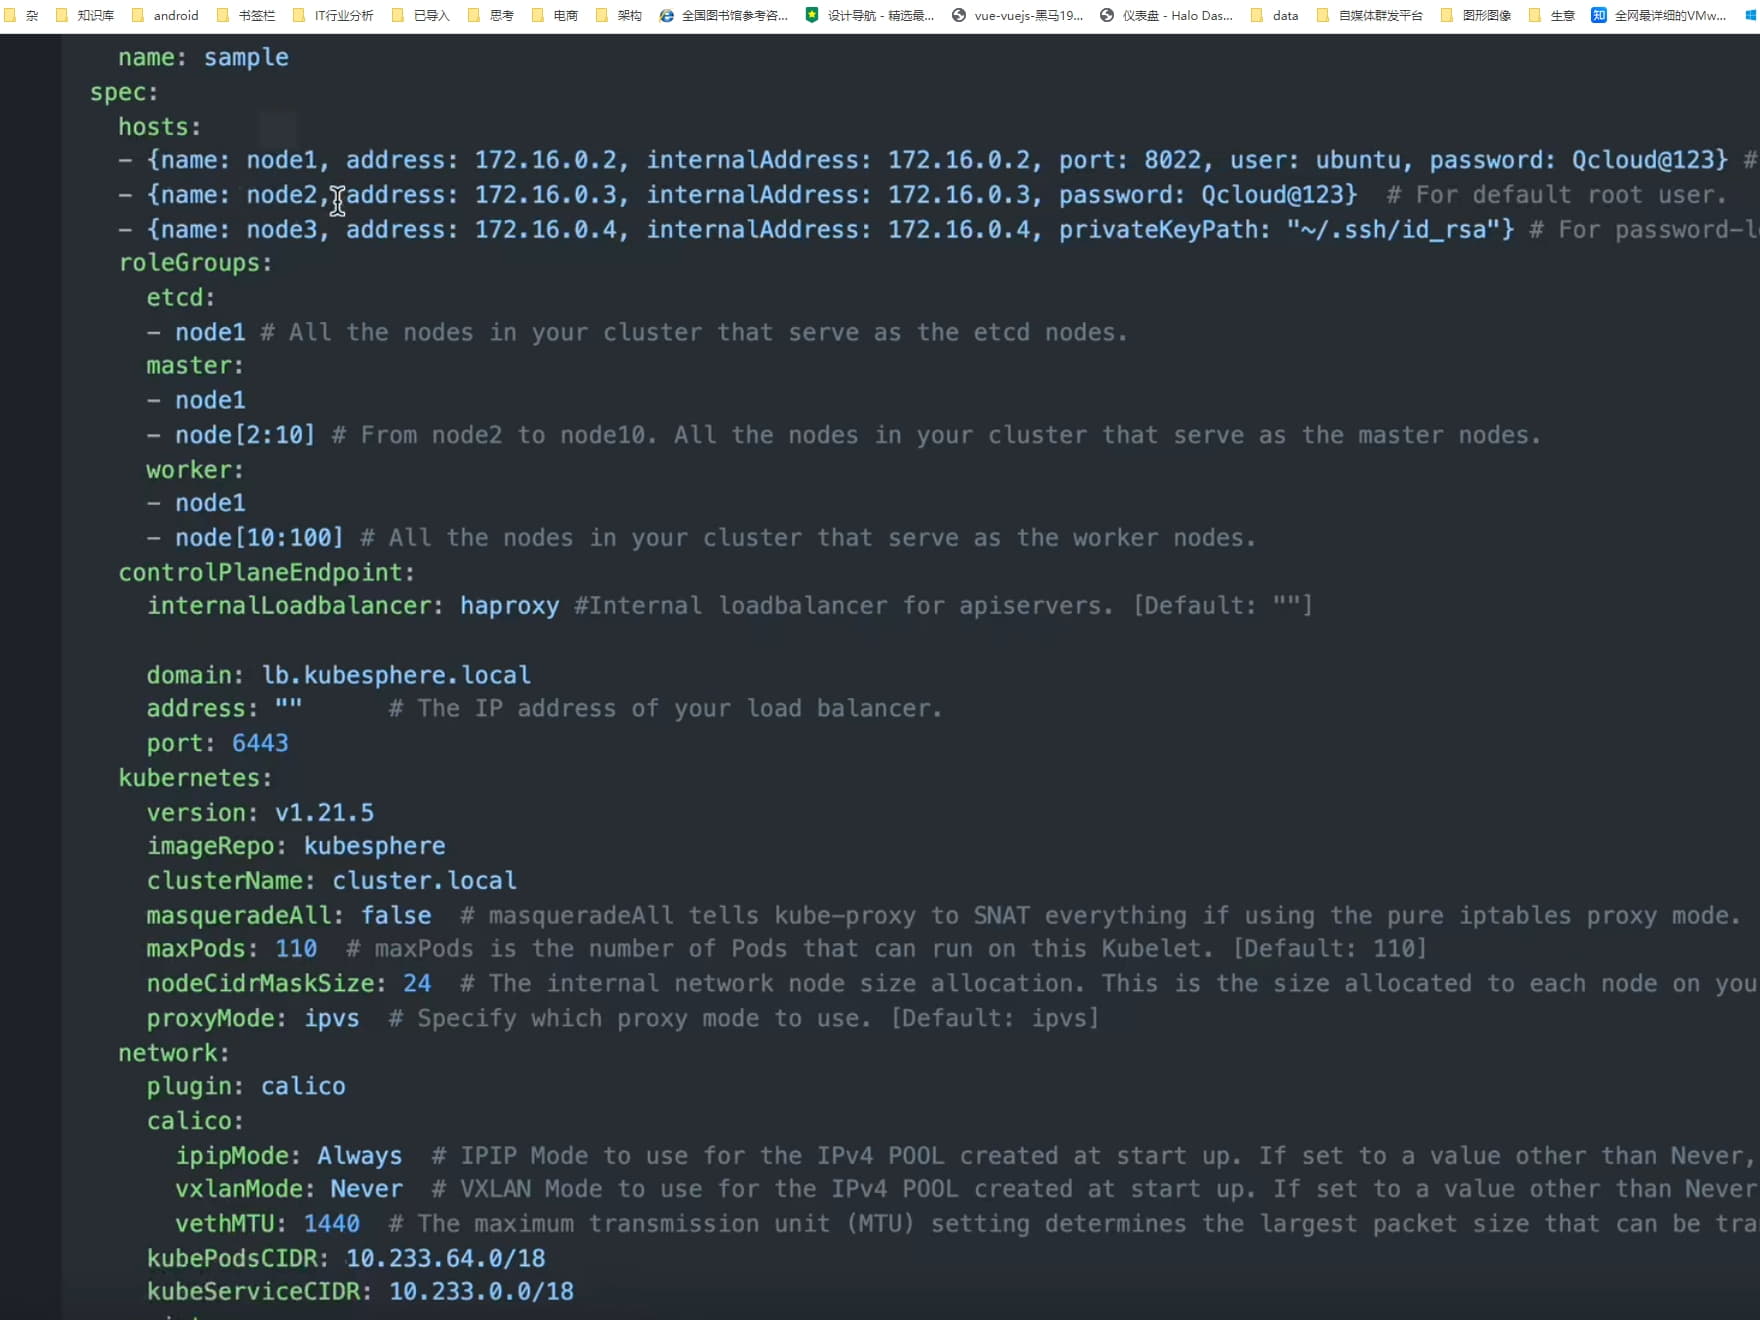 杂 知识库 android 书签栏 IT行业分析 已导入 思考 电商 架构 全国图书馆参考咨... 设计导航 - 精选最... vue-vuejs-黑马19... 仪表盘 - Halo Das... data 自媒体群发平台 图形图像 生意 知 全网最详细的VMw...
name: sample
spec:
hosts:
- {name: node1, address: 172.16.0.2, internalAddress: 172.16.0.2, port: 8022, user: ubuntu, password: Qcloud@123} #
- {name: node2, address: 172.16.0.3, internalAddress: 172.16.0.3, password: Qcloud@123} # For default root user.
- {name: node3, address: 172.16.0.4, internalAddress: 172.16.0.4, privateKeyPath: "~/.ssh/id_rsa"} # For password-l
roleGroups:
etcd:
- node1 # All the nodes in your cluster that serve as the etcd nodes.
master:
- node1
- node[2:10] # From node2 to node10. All the nodes in your cluster that serve as the master nodes.
worker:
- node1
- node[10:100] # All the nodes in your cluster that serve as the worker nodes.
controlPlaneEndpoint:
internalLoadbalancer: haproxy #Internal loadbalancer for apiservers. [Default: ""]
domain: lb.kubesphere.local
address: "" # The IP address of your load balancer.
port: 6443
kubernetes:
version: v1.21.5
imageRepo: kubesphere
clusterName: cluster.local
masqueradeAll: false # masqueradeAll tells kube-proxy to SNAT everything if using the pure iptables proxy mode.
maxPods: 110 # maxPods is the number of Pods that can run on this Kubelet. [Default: 110]
nodeCidrMaskSize: 24 # The internal network node size allocation. This is the size allocated to each node on you
proxyMode: ipvs # Specify which proxy mode to use. [Default: ipvs]
network:
plugin: calico
calico:
ipipMode: Always # IPIP Mode to use for the IPv4 POOL created at start up. If set to a value other than Never,
vxlanMode: Never # VXLAN Mode to use for the IPv4 POOL created at start up. If set to a value other than Never
vethMTU: 1440 # The maximum transmission unit (MTU) setting determines the largest packet size that can be tra
kubePodsCIDR: 10.233.64.0/18
kubeServiceCIDR: 10.233.0.0/18